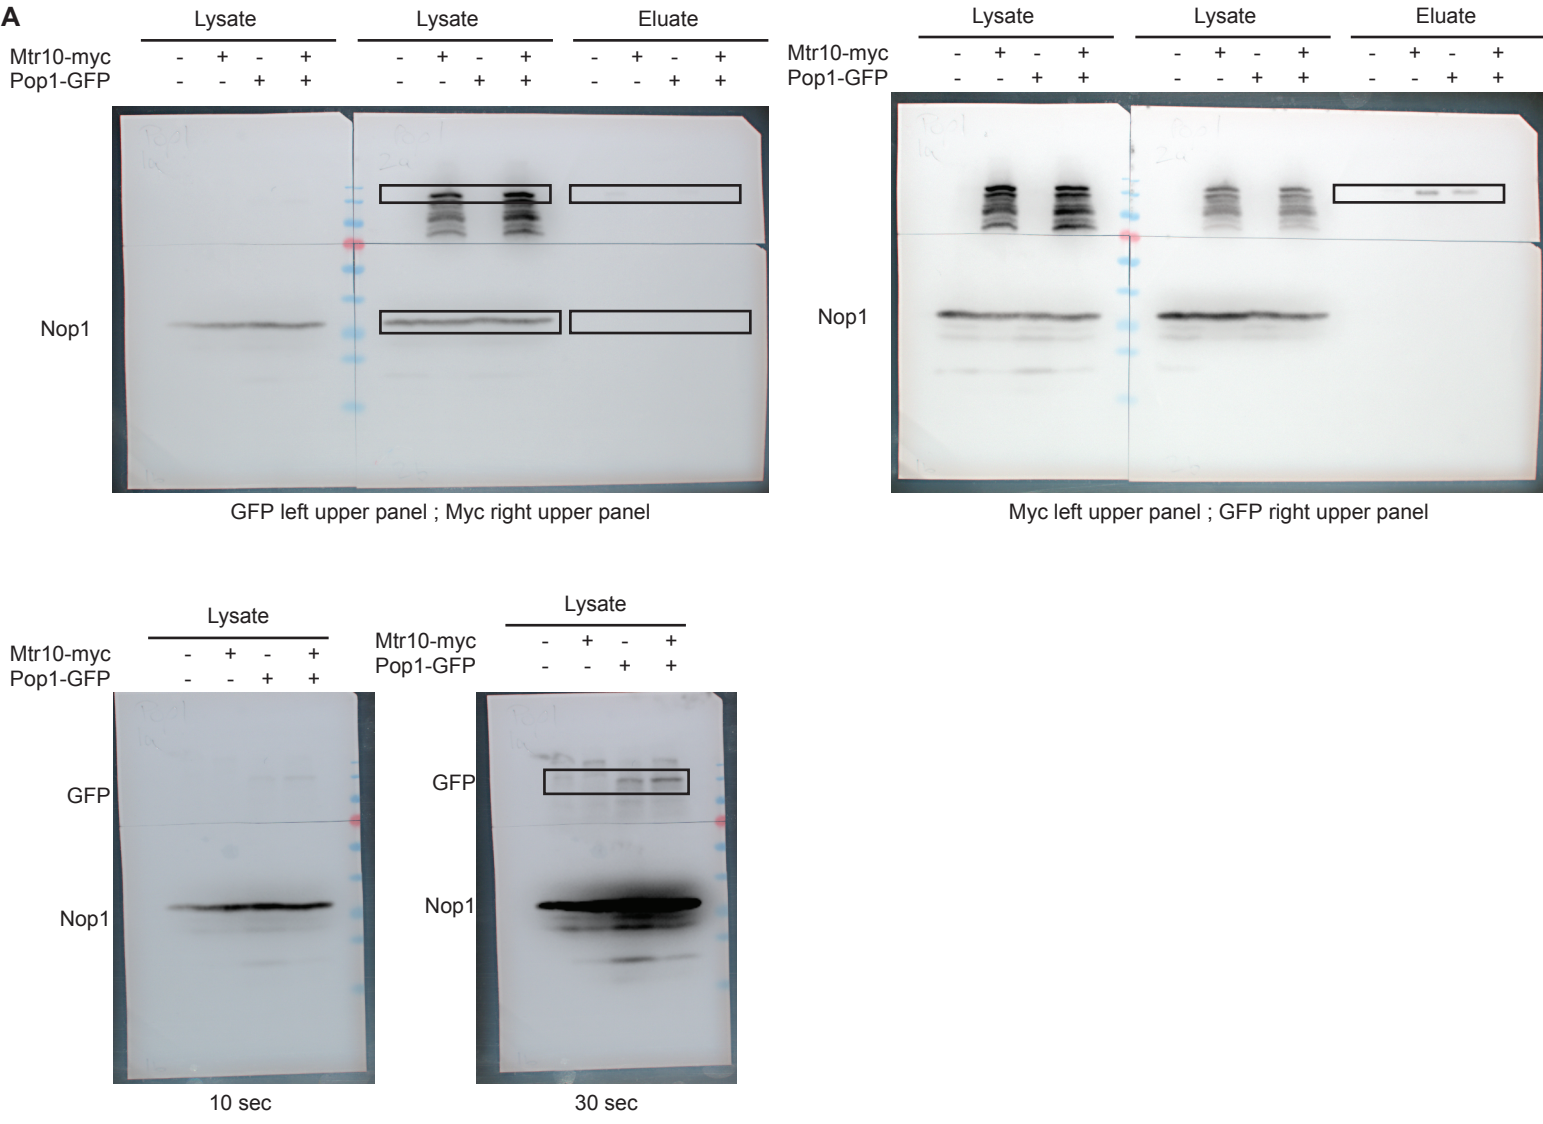 A
Lysate Lysate Eluate
Mtr10-myc - + - + - + - + - + - +
Pop1-GFP - - + + - - + + - - + +
Nop1
GFP left upper panel ; Myc right upper panel
Lysate Lysate Eluate
Mtr10-myc - + - + - + - + - + - +
Pop1-GFP - - + + - - + + - - + +
Nop1
Myc left upper panel ; GFP right upper panel
Lysate
Mtr10-myc - + - +
Pop1-GFP - - + +
GFP
Nop1
10 sec
Lysate
Mtr10-myc - + - +
Pop1-GFP - - + +
GFP
Nop1
30 sec